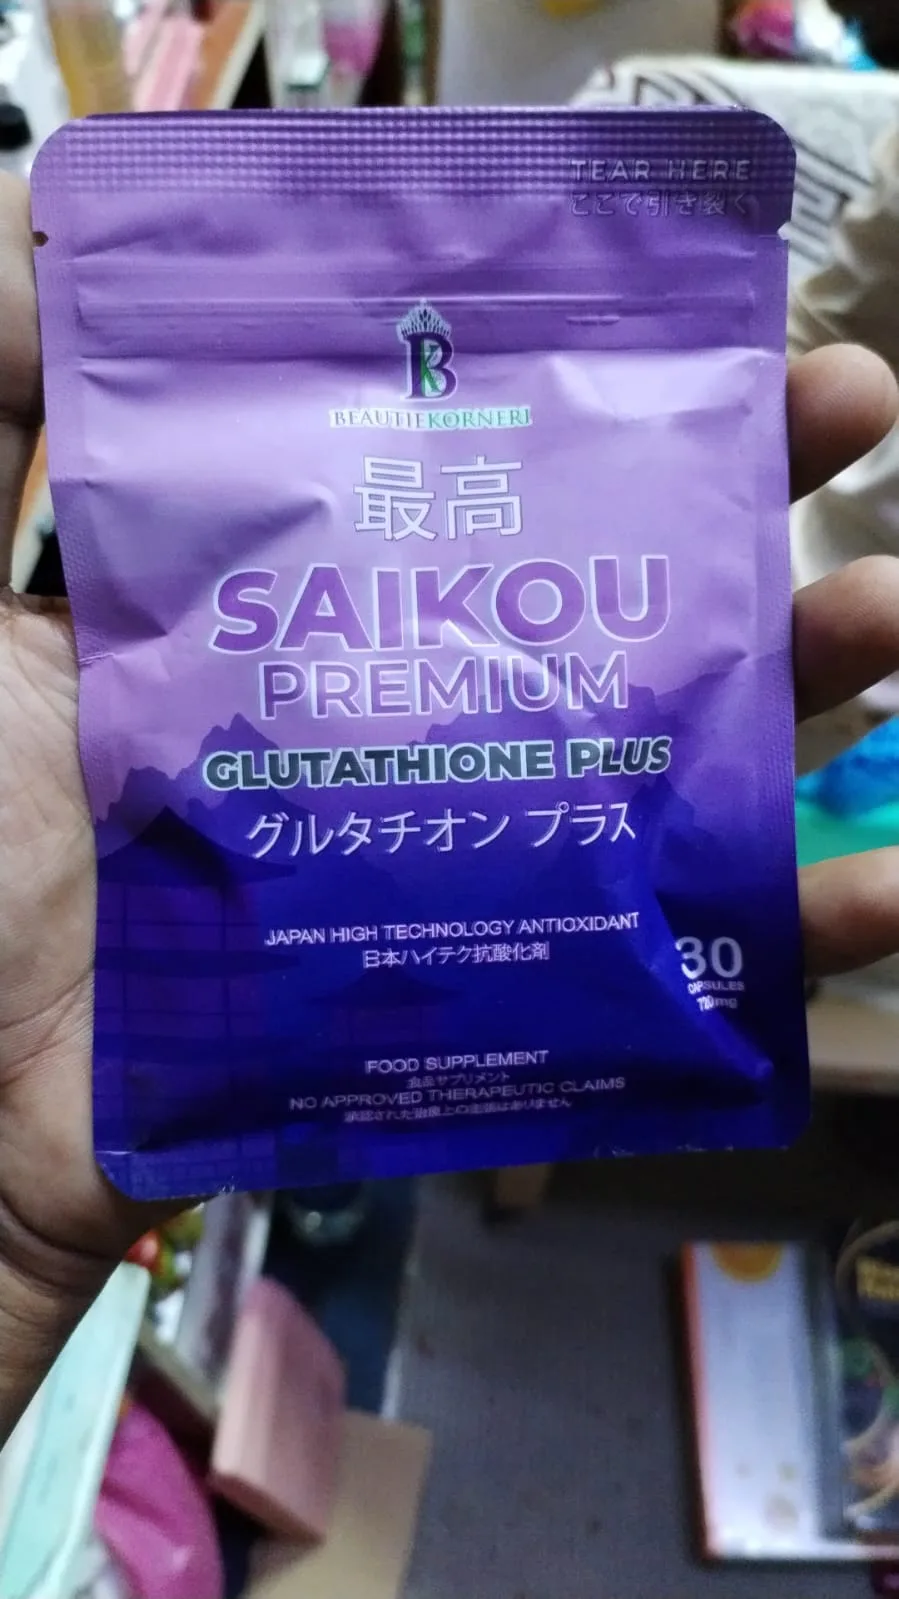 TEAR HERE
ここで引き裂く
BK
BEAUTIEKORNERI
最高
SAIKOU
PREMIUM
GLUTATHIONE PLUS
グルタチオン プラス
JAPAN HIGH TECHNOLOGY ANTIOXIDANT
日本ハイテク抗酸化剤
30
CAPSULES
720mg
FOOD SUPPLEMENT
食品サプリメント
NO APPROVED THERAPEUTIC CLAIMS
承認された治療上の主張はありません